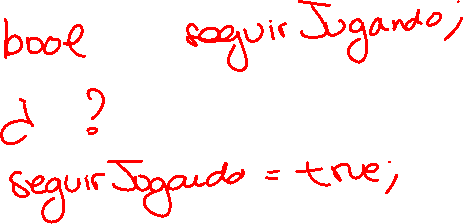 bool seguirJugando;
¿ ?
seguirJugando = true;